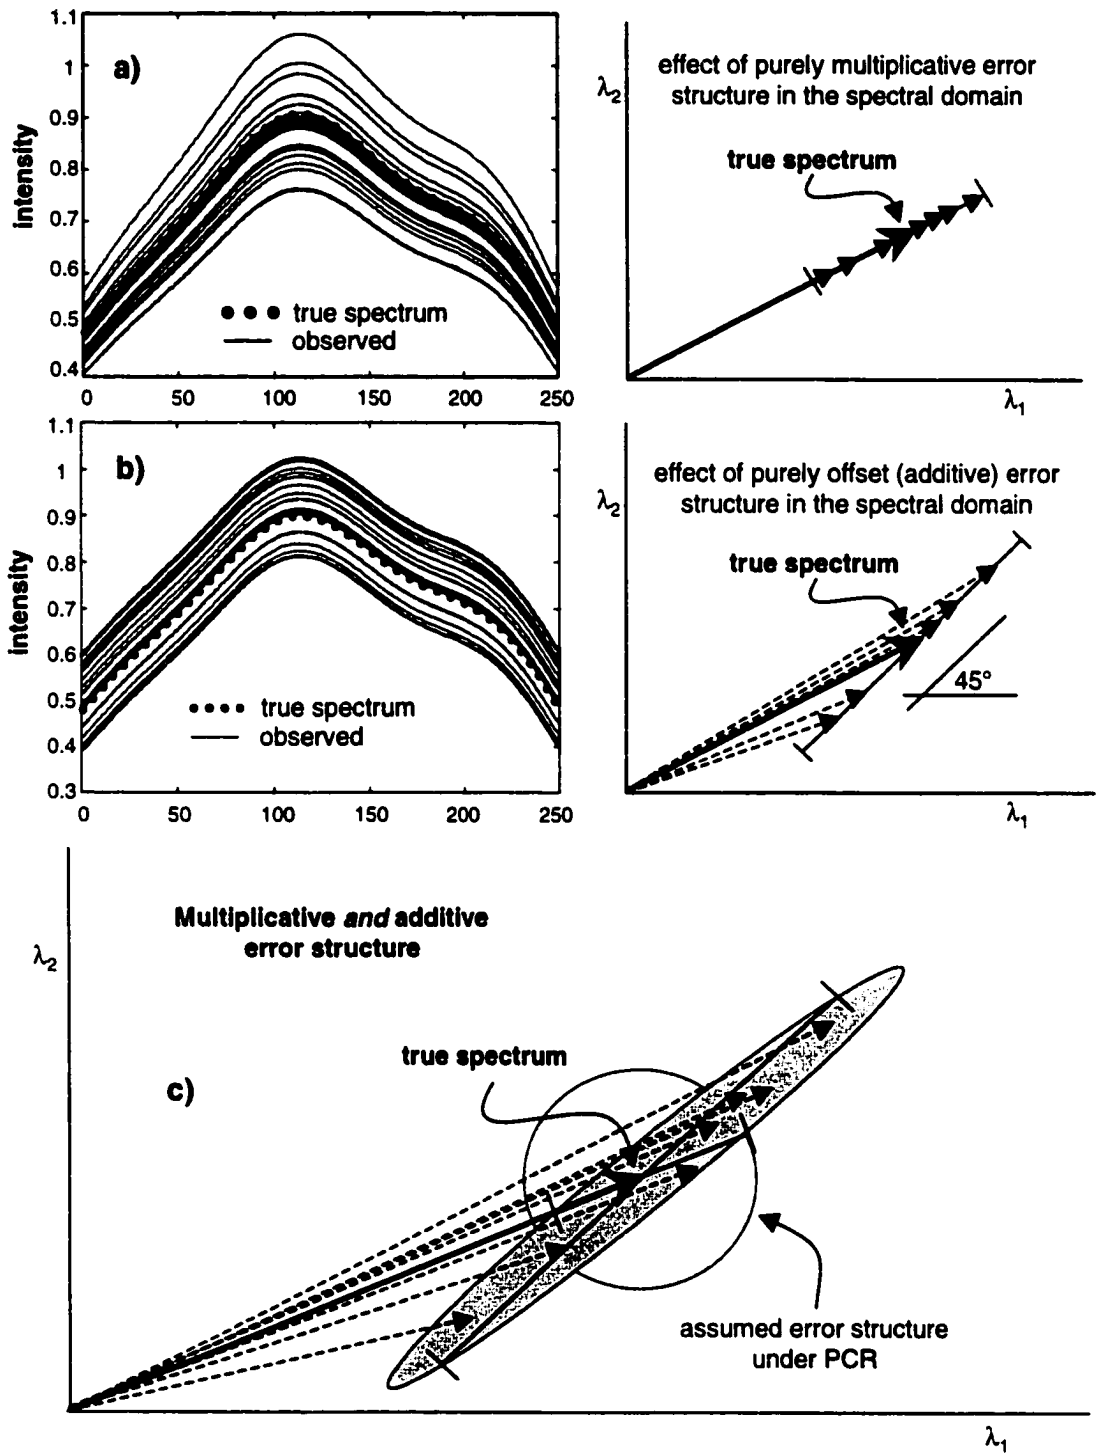 1.1
1
0.9
0.8
0.7
0.6
0.5
0.4
intensity
a)
true spectrum
observed
0 50 100 150 200 250
effect of purely multiplicative error
structure in the spectral domain
λ2
true spectrum
λ1
1.1
1
0.9
0.8
0.7
0.6
0.5
0.4
0.3
intensity
b)
true spectrum
observed
0 50 100 150 200 250
effect of purely offset (additive) error
structure in the spectral domain
λ2
true spectrum
45°
λ1
Multiplicative and additive
error structure
λ2
true spectrum
c)
assumed error structure
under PCR
λ1